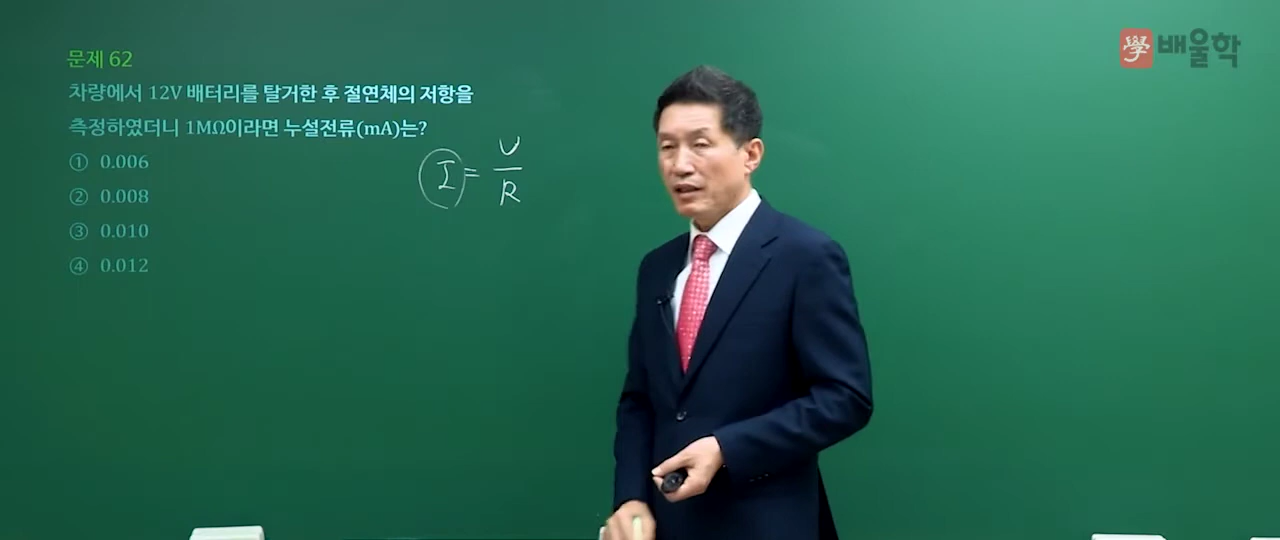 문제 62
學배울학
차량에서 12V 배터리를 탈거한 후 절연체의 저항을
측정하였더니 1MΩ이라면 누설전류(mA)는?
① 0.006
② 0.008
③ 0.010
④ 0.012
I = V/R